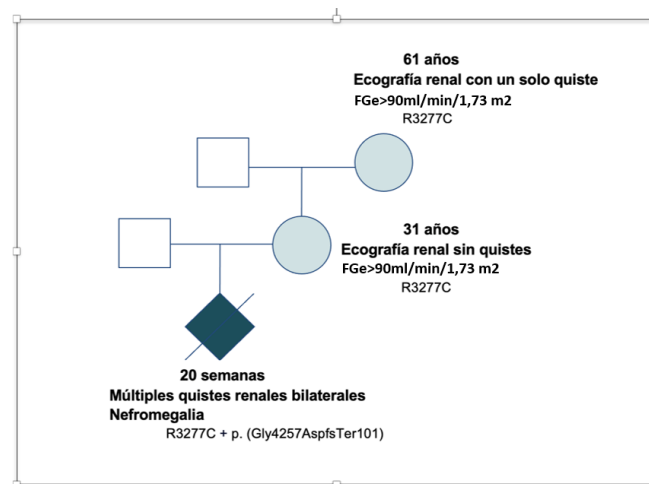 61 años
Ecografía renal con un solo quiste
FGe>90ml/min/1,73 m2
R3277C
31 años
Ecografía renal sin quistes
FGe>90ml/min/1,73 m2
R3277C
20 semanas
Múltiples quistes renales bilaterales
Nefromegalia
R3277C + p. (Gly4257AspfsTer101)